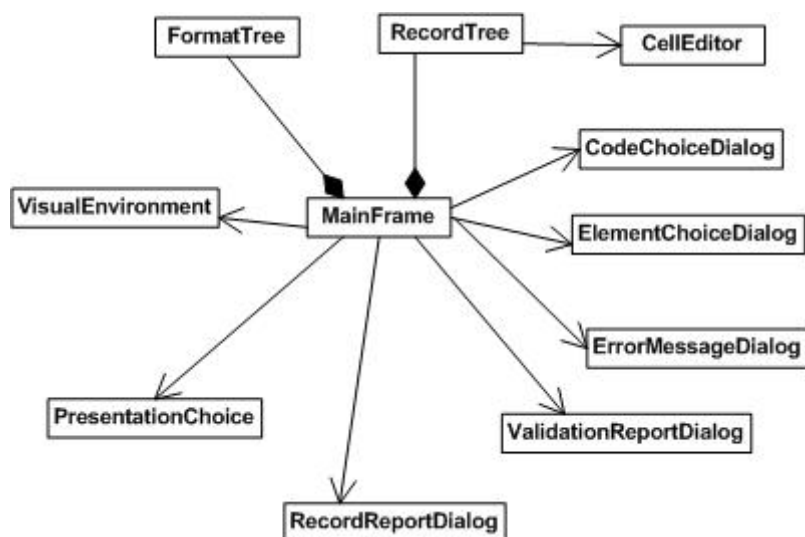 FormatTree
RecordTree
CellEditor
CodeChoiceDialog
VisualEnvironment
MainFrame
ElementChoiceDialog
ErrorMessageDialog
PresentationChoice
ValidationReportDialog
RecordReportDialog